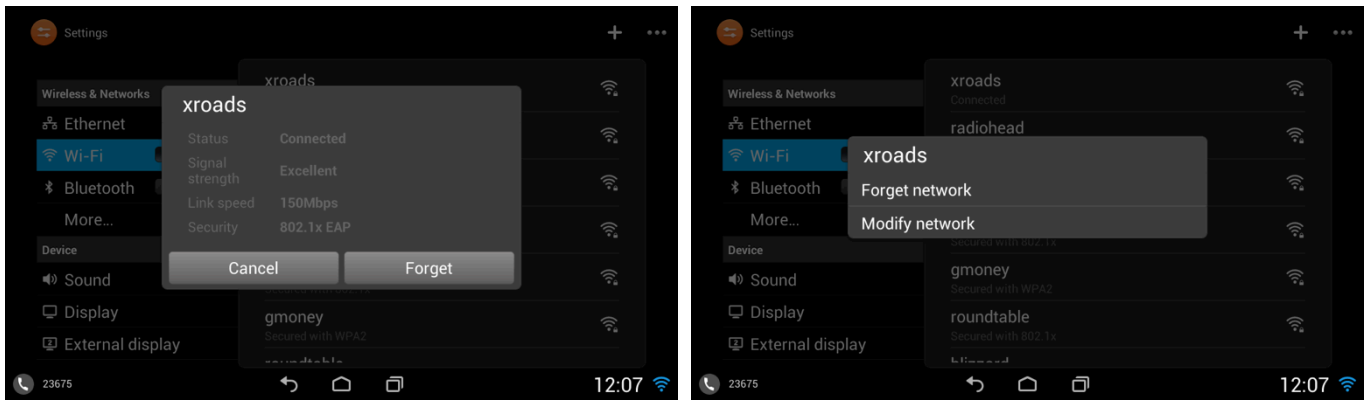 Settings
Wireless & Networks
Ethernet
Wi-Fi
Bluetooth
More...
Device
Sound
Display
External display
xroads
xroads
Status Connected
Signal strength Excellent
Link speed 150Mbps
Security 802.1x EAP
Cancel Forget
gmoney
Secured with WPA2
roundtable
23675
12:07
Settings
Wireless & Networks
Ethernet
Wi-Fi
Bluetooth
More...
Device
Sound
Display
External display
xroads
Connected
radiohead
xroads
Forget network
Modify network
Secured with 802.1x
gmoney
Secured with WPA2
roundtable
Secured with 802.1x
23675
12:07